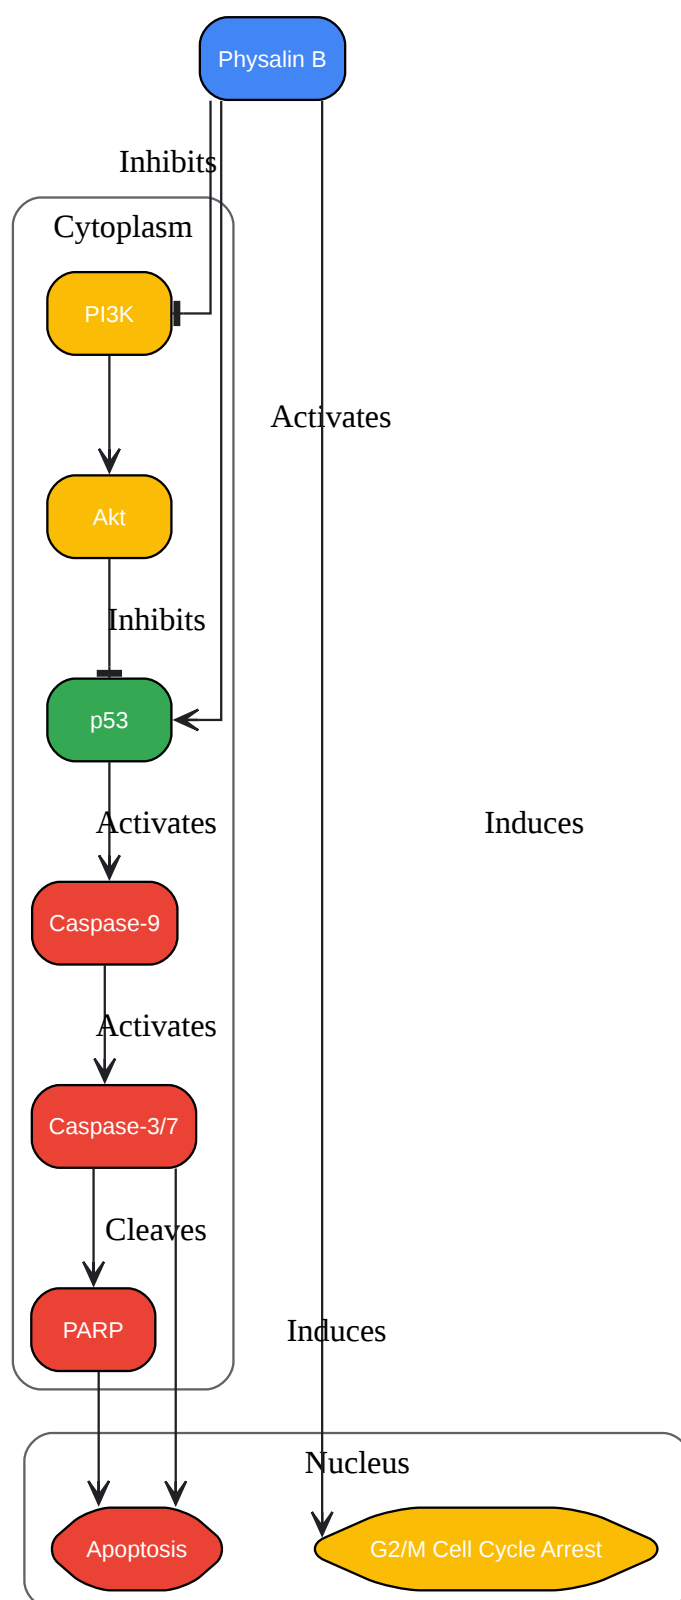 Physalin B
Inhibits
Cytoplasm
PI3K
Activates
Akt
Inhibits
p53
Activates
Induces
Caspase-9
Activates
Caspase-3/7
Cleaves
PARP
Induces
Nucleus
Apoptosis
G2/M Cell Cycle Arrest